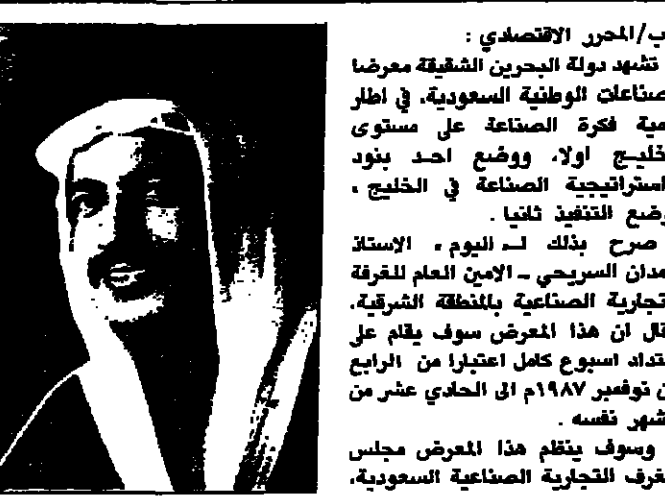 ب/المحرر الاقتصادي :
تشهد دولة البحرين الشقيقة معرضا
صناعات الوطنية السعودية، في اطار
مية فكرة الصناعة على مستوى
خليج اولا، ووضع احد بنود
استراتيجية الصناعة في الخليج ،
وضع التنفيذ ثانيا .
صرح بذلك لـ اليوم ، الاستاذ
مدان السريحي ــ الامين العام للغرفة
تجارية الصناعية بالمنطقة الشرقية،
قال ان هذا المعرض سوف يقام على
متداد اسبوع كامل اعتبارا من الرابع
ن نوفمبر ١٩٨٧م الى الحادي عشر من
شهر نفسه .
وسوف ينظم هذا المعرض مجلس
غرف التجارية الصناعية السعودية،